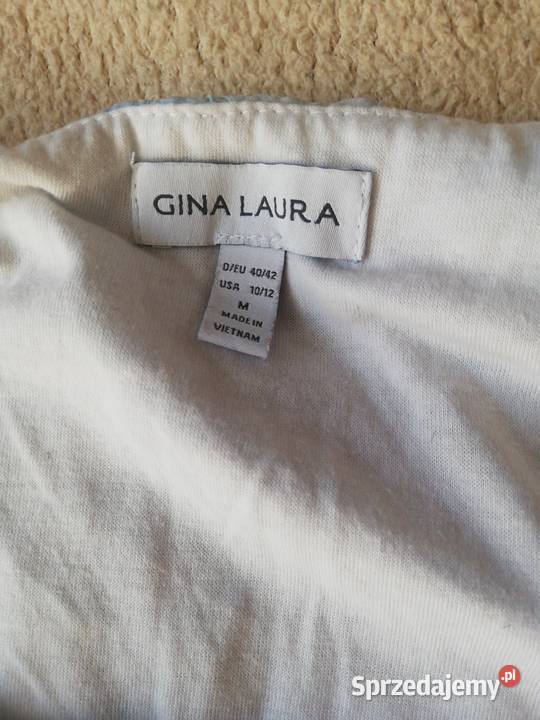 GINA LAURA
D/EU 40/42
USA 10/12
M
MADE IN
VIETNAM
Sprzedajemy.pl